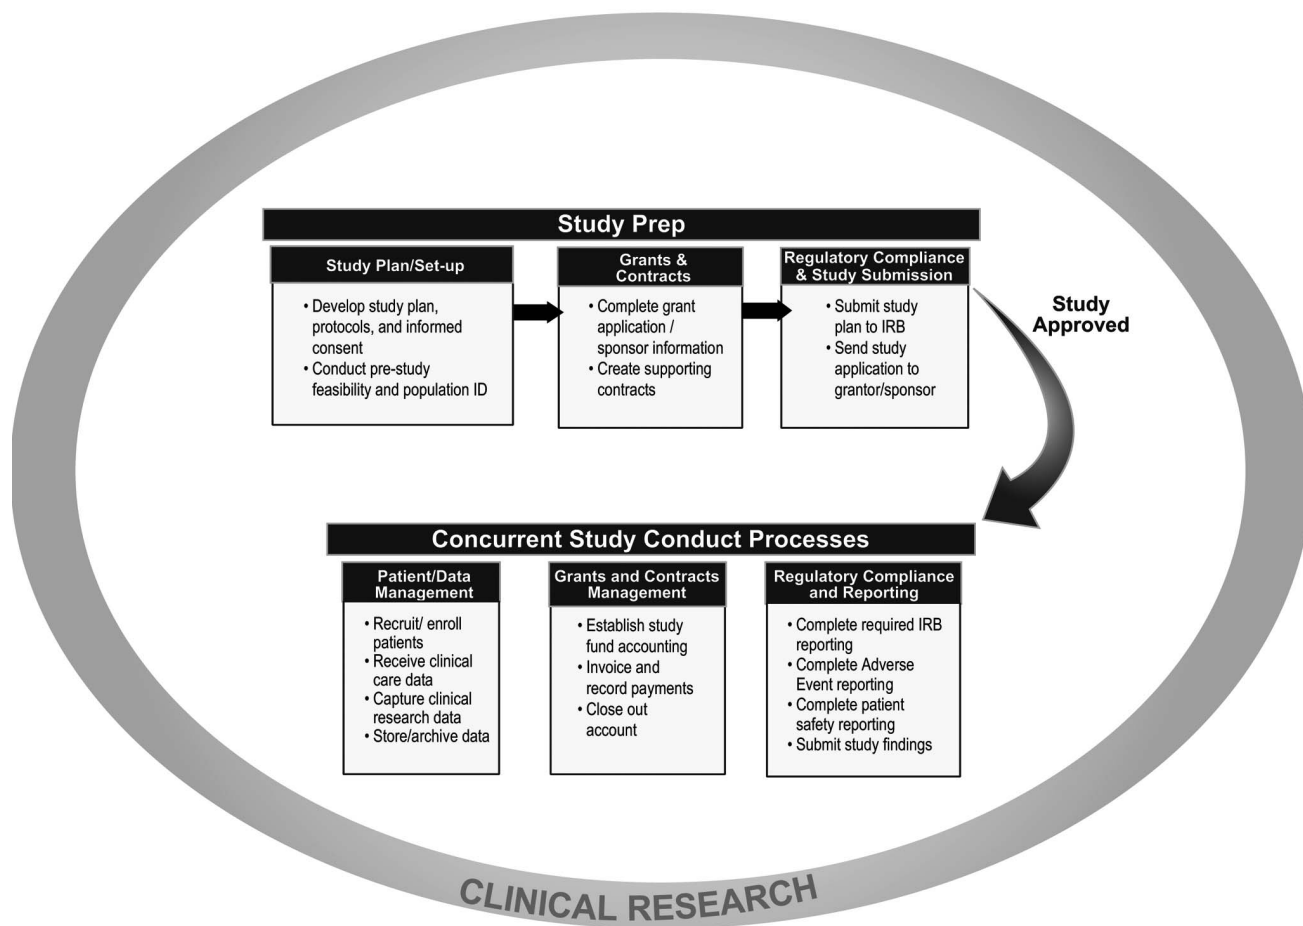 Study Prep
Study Plan/Set-up
• Develop study plan,
protocols, and informed
consent
• Conduct pre-study
feasibility and population ID
Grants &
Contracts
• Complete grant
application /
sponsor information
• Create supporting
contracts
Regulatory Compliance
& Study Submission
• Submit study
plan to IRB
• Send study
application to
grantor/sponsor
Study
Approved
Concurrent Study Conduct Processes
Patient/Data
Management
• Recruit/ enroll
patients
• Receive clinical
care data
• Capture clinical
research data
• Store/archive data
Grants and Contracts
Management
• Establish study
fund accounting
• Invoice and
record payments
• Close out
account
Regulatory Compliance
and Reporting
• Complete required IRB
reporting
• Complete Adverse
Event reporting
• Complete patient
safety reporting
• Submit study findings
CLINICAL RESEARCH